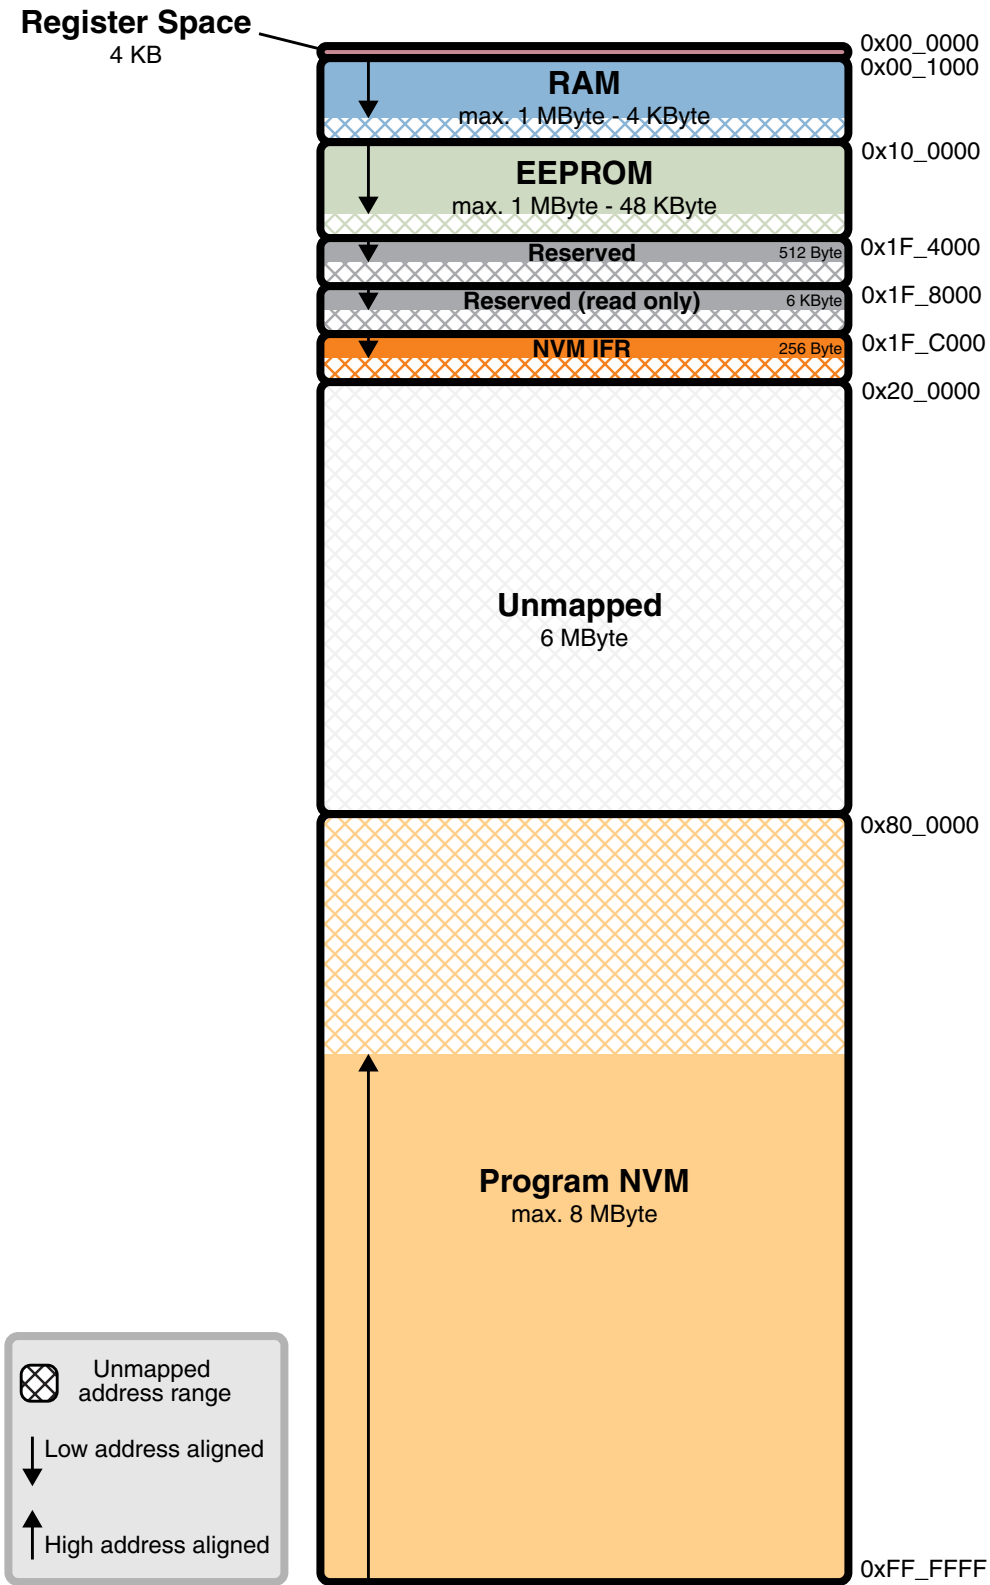 Register Space
4 KB
0x00_0000
0x00_1000
RAM
max. 1 MByte - 4 KByte
0x10_0000
EEPROM
max. 1 MByte - 48 KByte
0x1F_4000
Reserved
512 Byte
0x1F_8000
Reserved (read only)
6 KByte
0x1F_C000
NVM IFR
256 Byte
0x20_0000
Unmapped
6 MByte
0x80_0000
Program NVM
max. 8 MByte
Unmapped
address range
Low address aligned
High address aligned
0xFF_FFFF